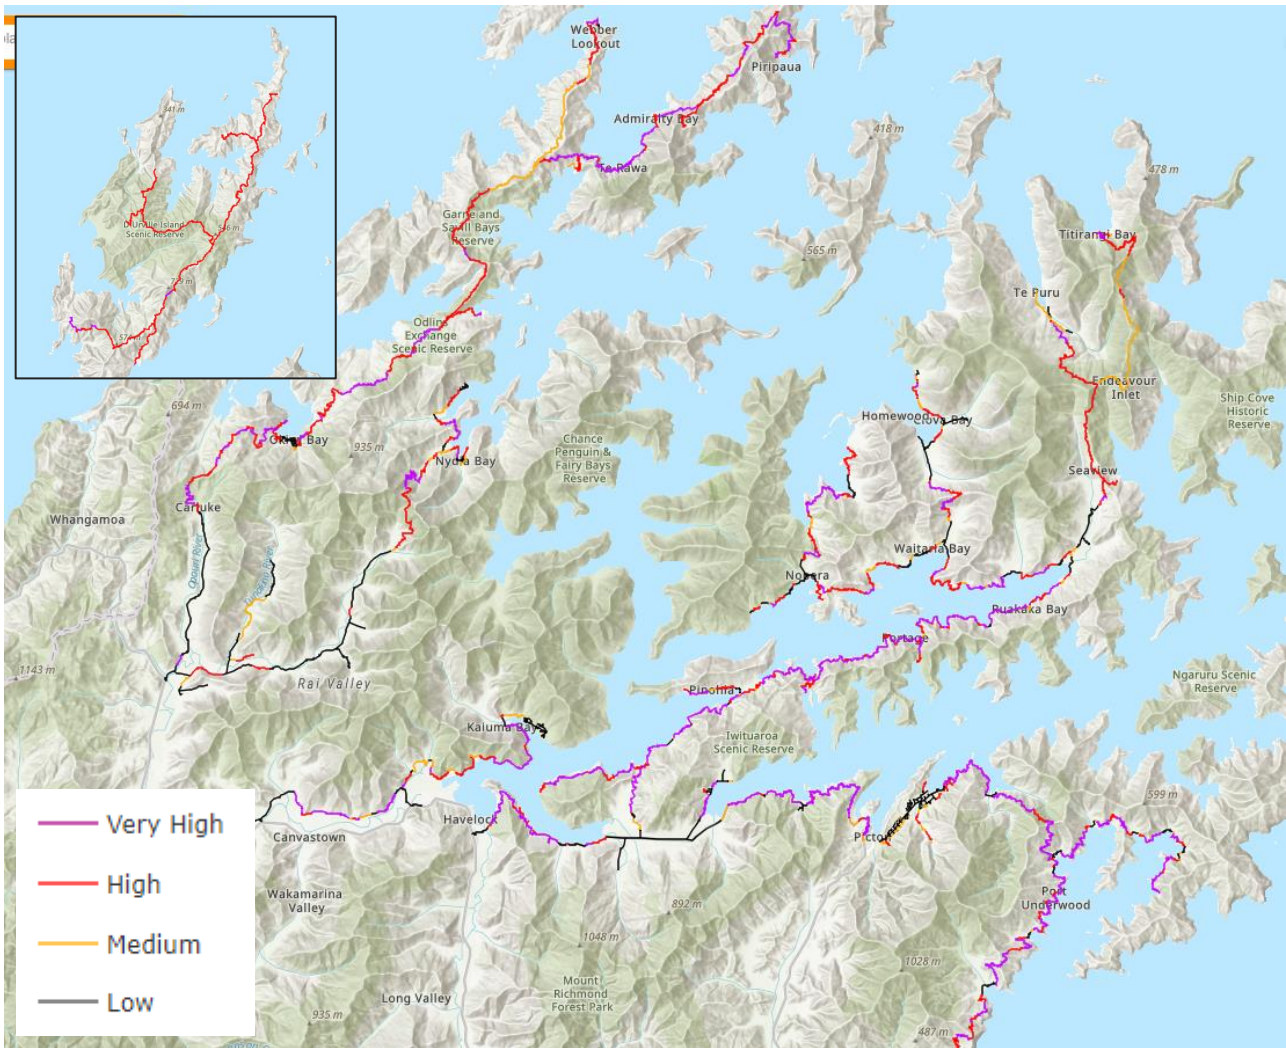 Webber
Lookout
Piripaua
341 m
Admiralty Bay
418 m
Te Rawa
478 m
Garne and
Savill Bays
Reserve
D'Urville Island
Scenic Reserve
546 m
Titirangi Bay
565 m
729 m
Te Puru
Odlin
Exchange
Scenic Reserve
Endeavour
Inlet
Ship Cove
Historic
Reserve
694 m
Homewood
Clova Bay
935 m
Chance
Penguin &
Fairy Bays
Reserve
Nydia Bay
Seaview
Carluke
Whangamoa
Opouri River
Waitaria Bay
Nopera
Ruakaka Bay
Portage
1143 m
Rai Valley
Pinohia
Ngaruru Scenic
Reserve
Kaiuma Bay
Iwituaroa
Scenic Reserve
599 m
Very High
Havelock
Canvastown
Picton
High
Wakamarina
Valley
Port
Underwood
892 m
Medium
1048 m
1028 m
Mount
Richmond
Forest Park
Low
Long Valley
935 m
487 m